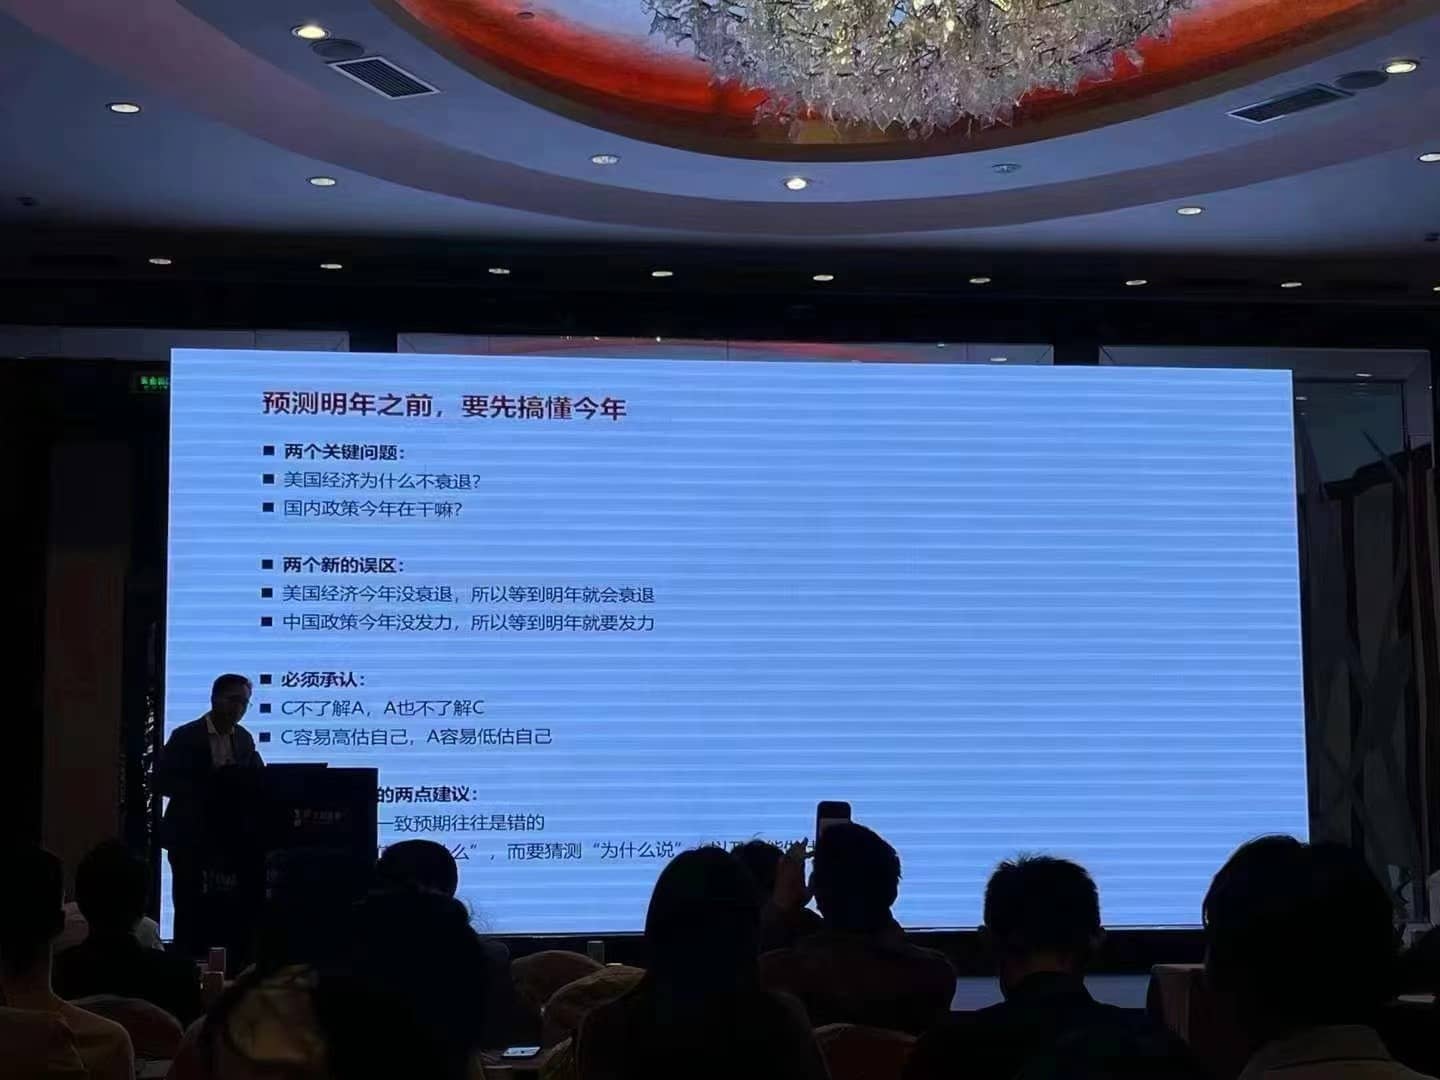 预测明年之前，要先搞懂今年
■ 两个关键问题：
■ 美国经济为什么不衰退？
■ 国内政策今年在干嘛？
■ 两个新的误区：
■ 美国经济今年没衰退，所以等到明年就会衰退
■ 中国政策今年没发力，所以等到明年就要发力
■ 必须承认：
■ C不了解A，A也不了解C
■ C容易高估自己，A容易低估自己
的两点建议：
一致预期往往是错的
么”，而要猜测“为什么说”